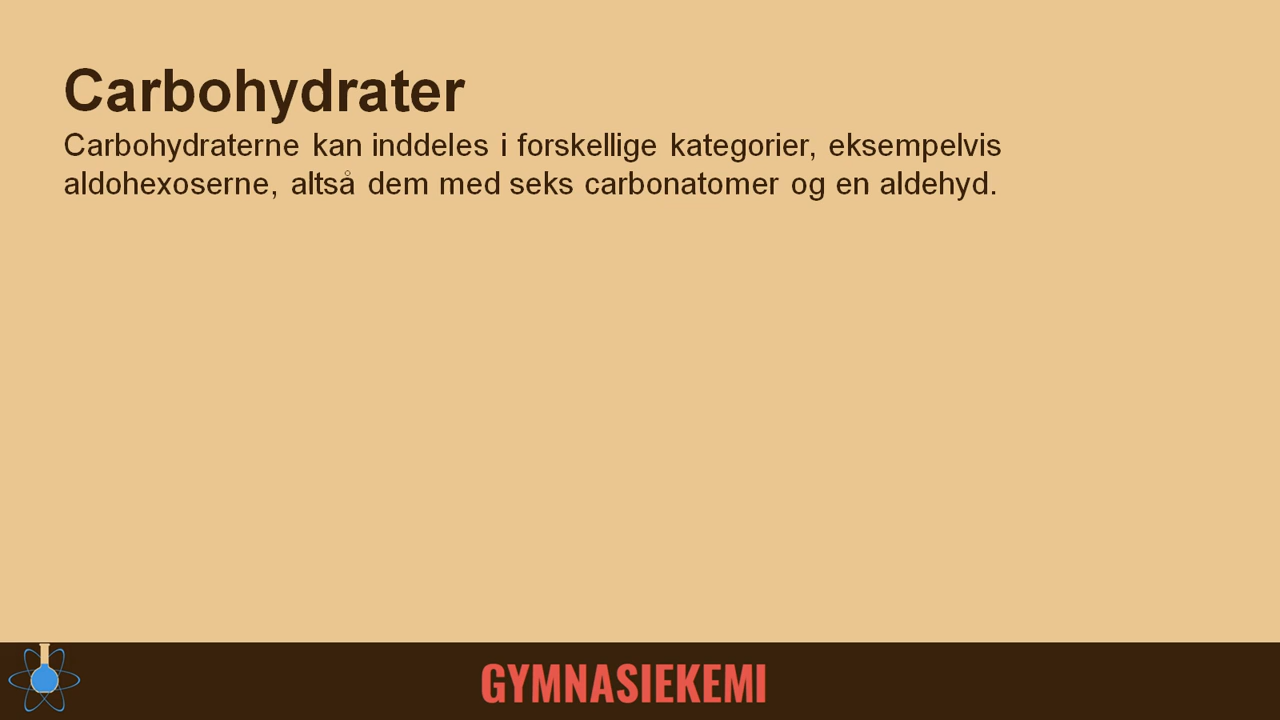 Carbohydrater
Carbohydraterne kan inddeles i forskellige kategorier, eksempelvis
aldohexoserne, altså dem med seks carbonatomer og en aldehyd.
GYMNASIEKEMI